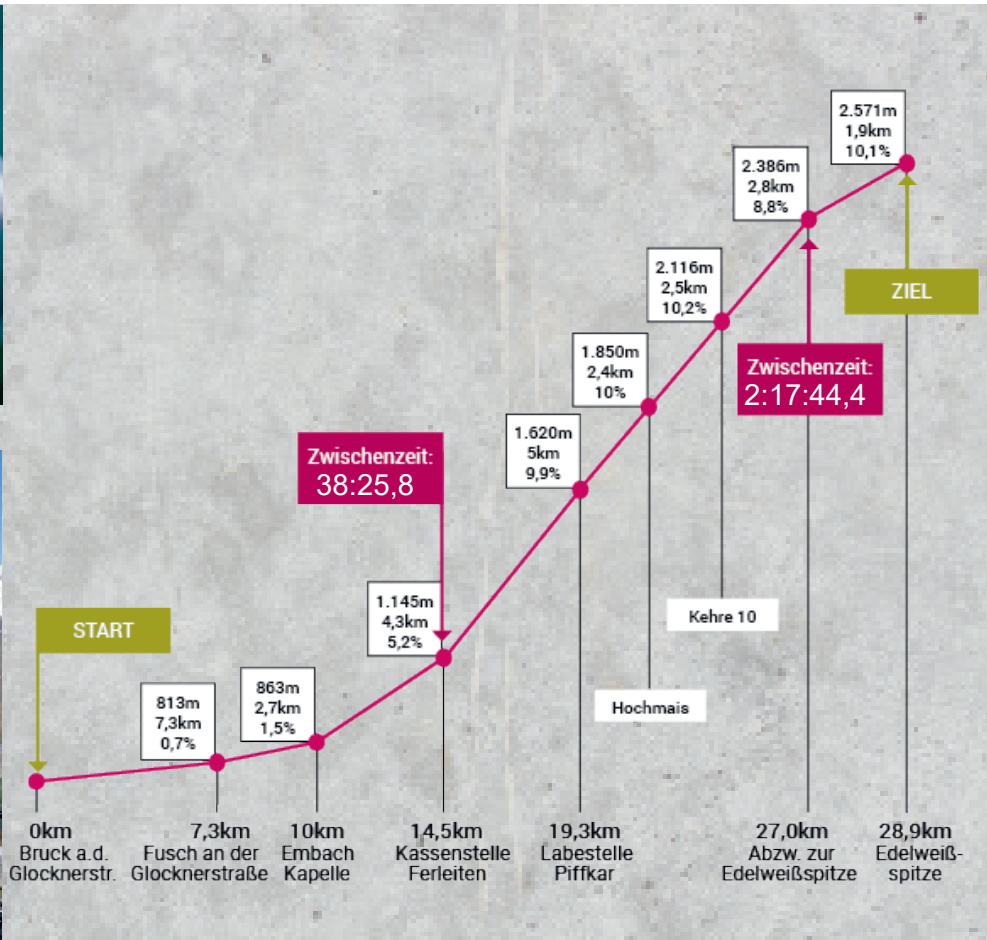 2.571m
1,9km
10,1%
2.386m
2,8km
8,8%
2.116m
2,5km
10,2%
ZIEL
1.850m
2,4km
10%
Zwischenzeit:
2:17:44,4
1.620m
5km
9,9%
Zwischenzeit:
38:25,8
1.145m
4,3km
5,2%
Kehre 10
START
863m
2,7km
1,5%
813m
7,3km
0,7%
Hochmais
0km
Bruck a.d.
Glocknerstr.
7,3km
Fusch an der
Glocknerstraße
10km
Embach
Kapelle
14,5km
Kassenstelle
Ferleiten
19,3km
Labestelle
Piffkar
27,0km
Abzw. zur
Edelweißspitze
28,9km
Edelweiß-
spitze